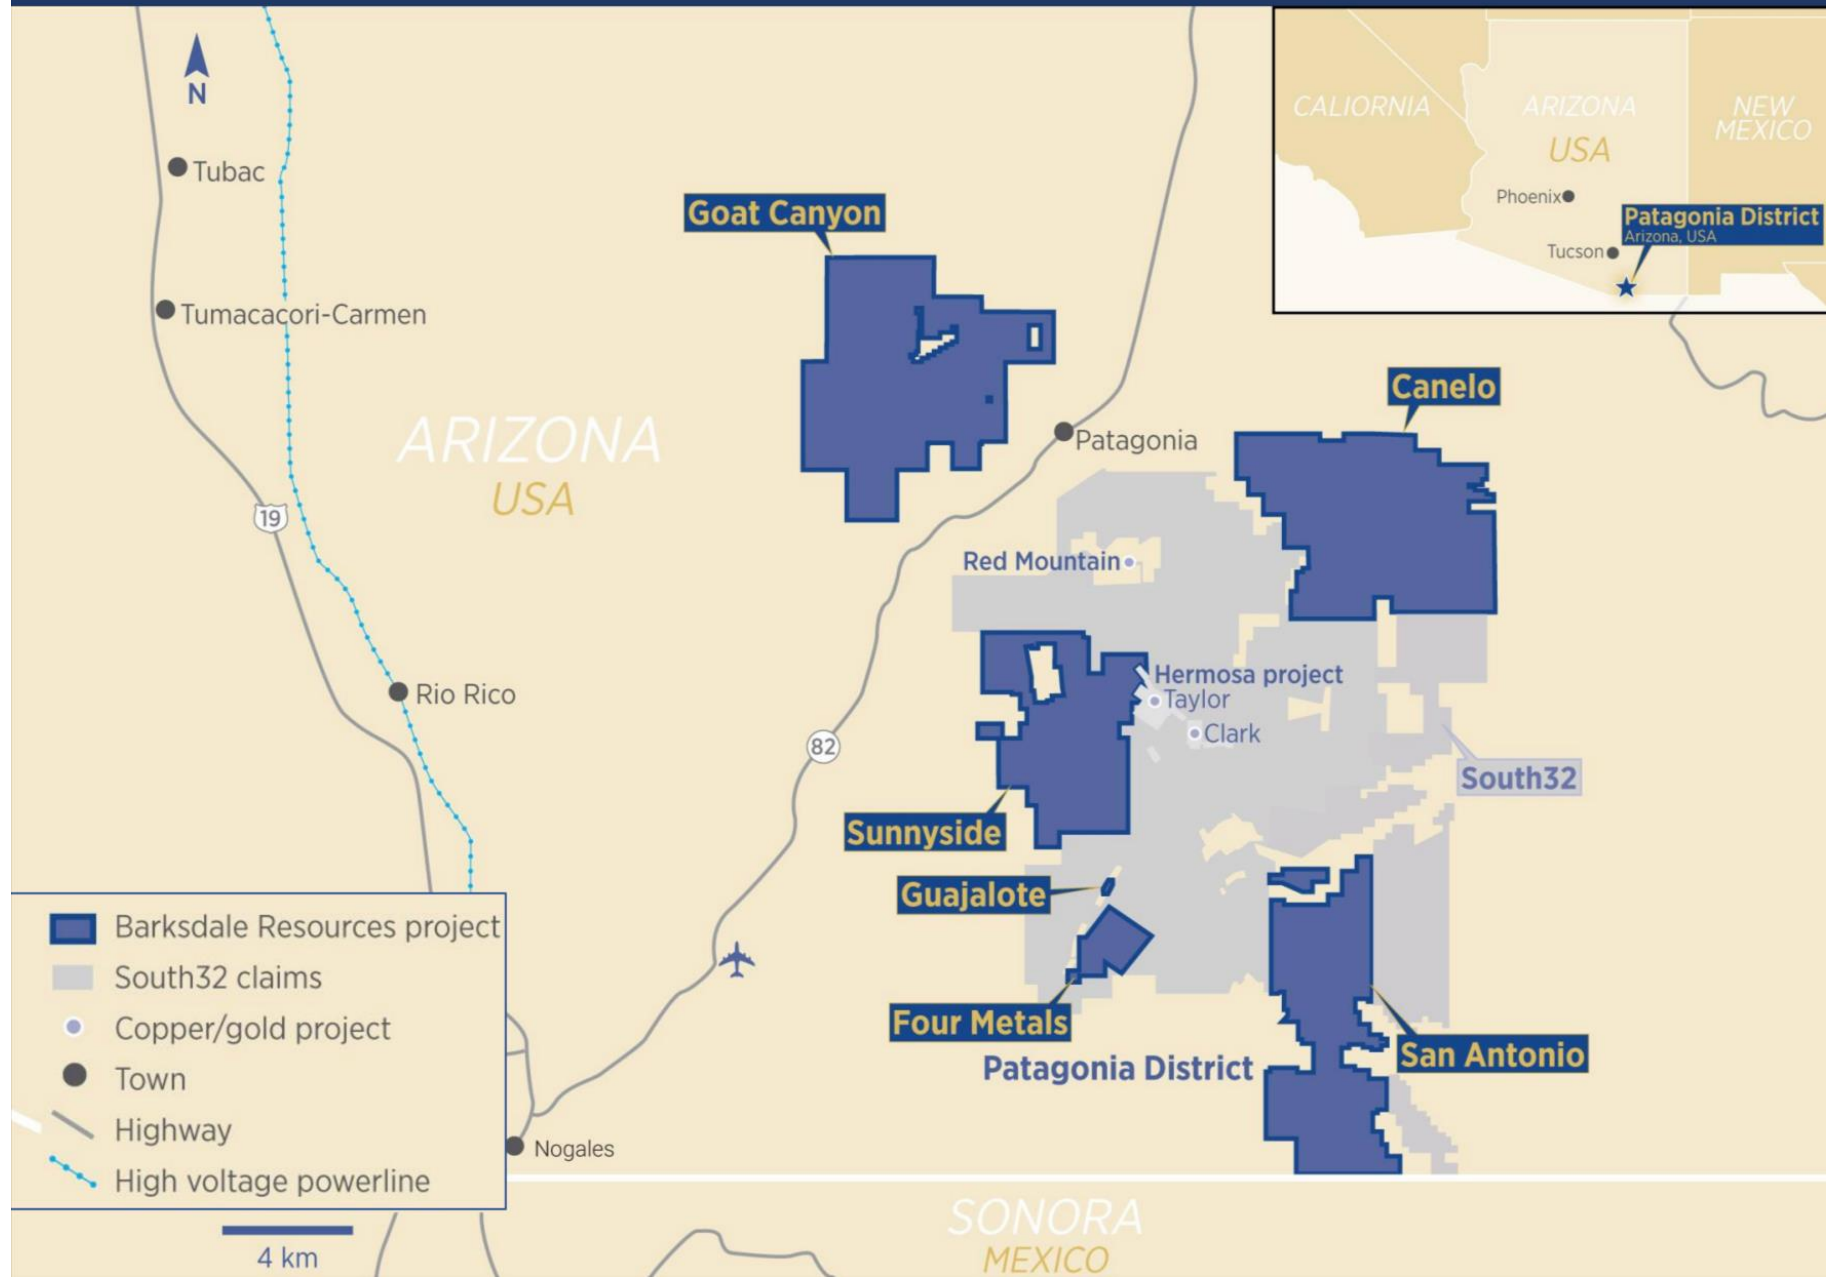 N
Tubac
Tumacacori-Carmen
ARIZONA
USA
19
Rio Rico
Goat Canyon
Patagonia
82
CALIORNIA
ARIZONA
USA
NEW
MEXICO
Phoenix
Tucson
Patagonia District
Arizona, USA
Canelo
Red Mountain
Hermosa project
Taylor
Clark
South32
Sunnyside
Guajalote
Four Metals
Patagonia District
San Antonio
Barksdale Resources project
South32 claims
Copper/gold project
Town
Highway
High voltage powerline
Nogales
4 km
SONORA
MEXICO